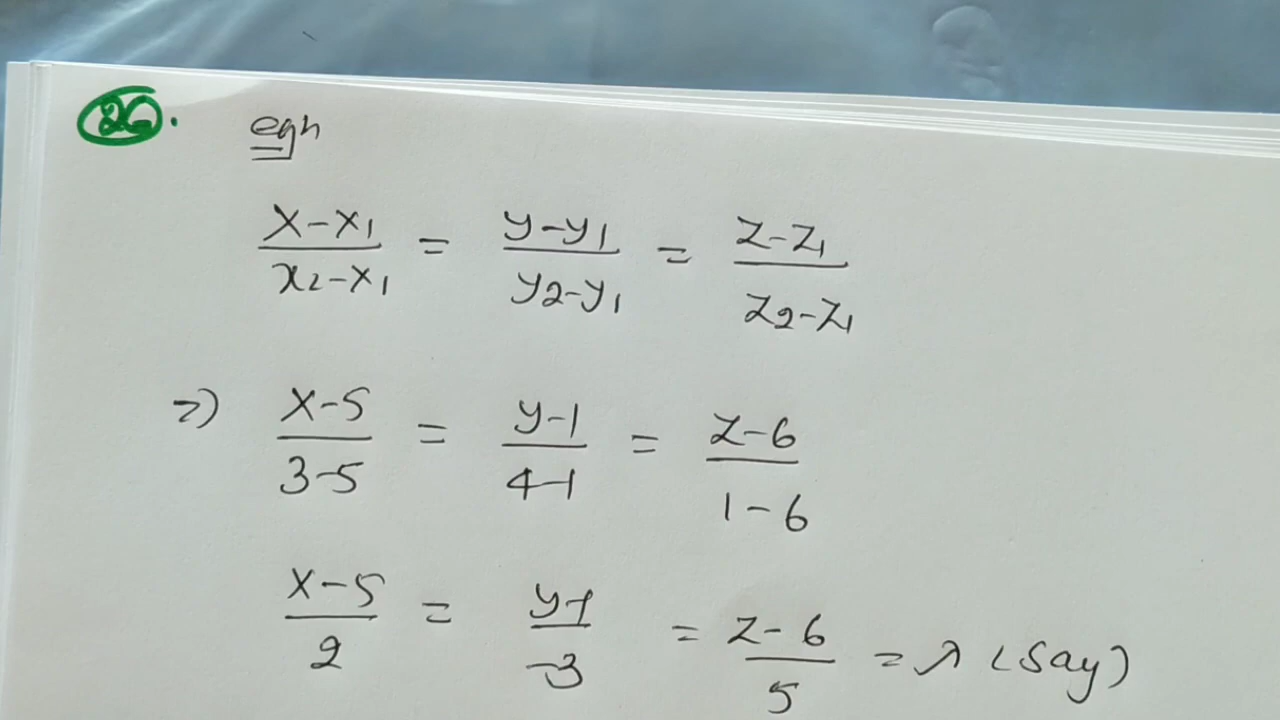 26. eqn
x-x1/x2-x1 = y-y1/y2-y1 = z-z1/z2-z1
=> x-5/3-5 = y-1/4-1 = z-6/1-6
x-5/2 = y-1/-3 = z-6/5 = λ (say)